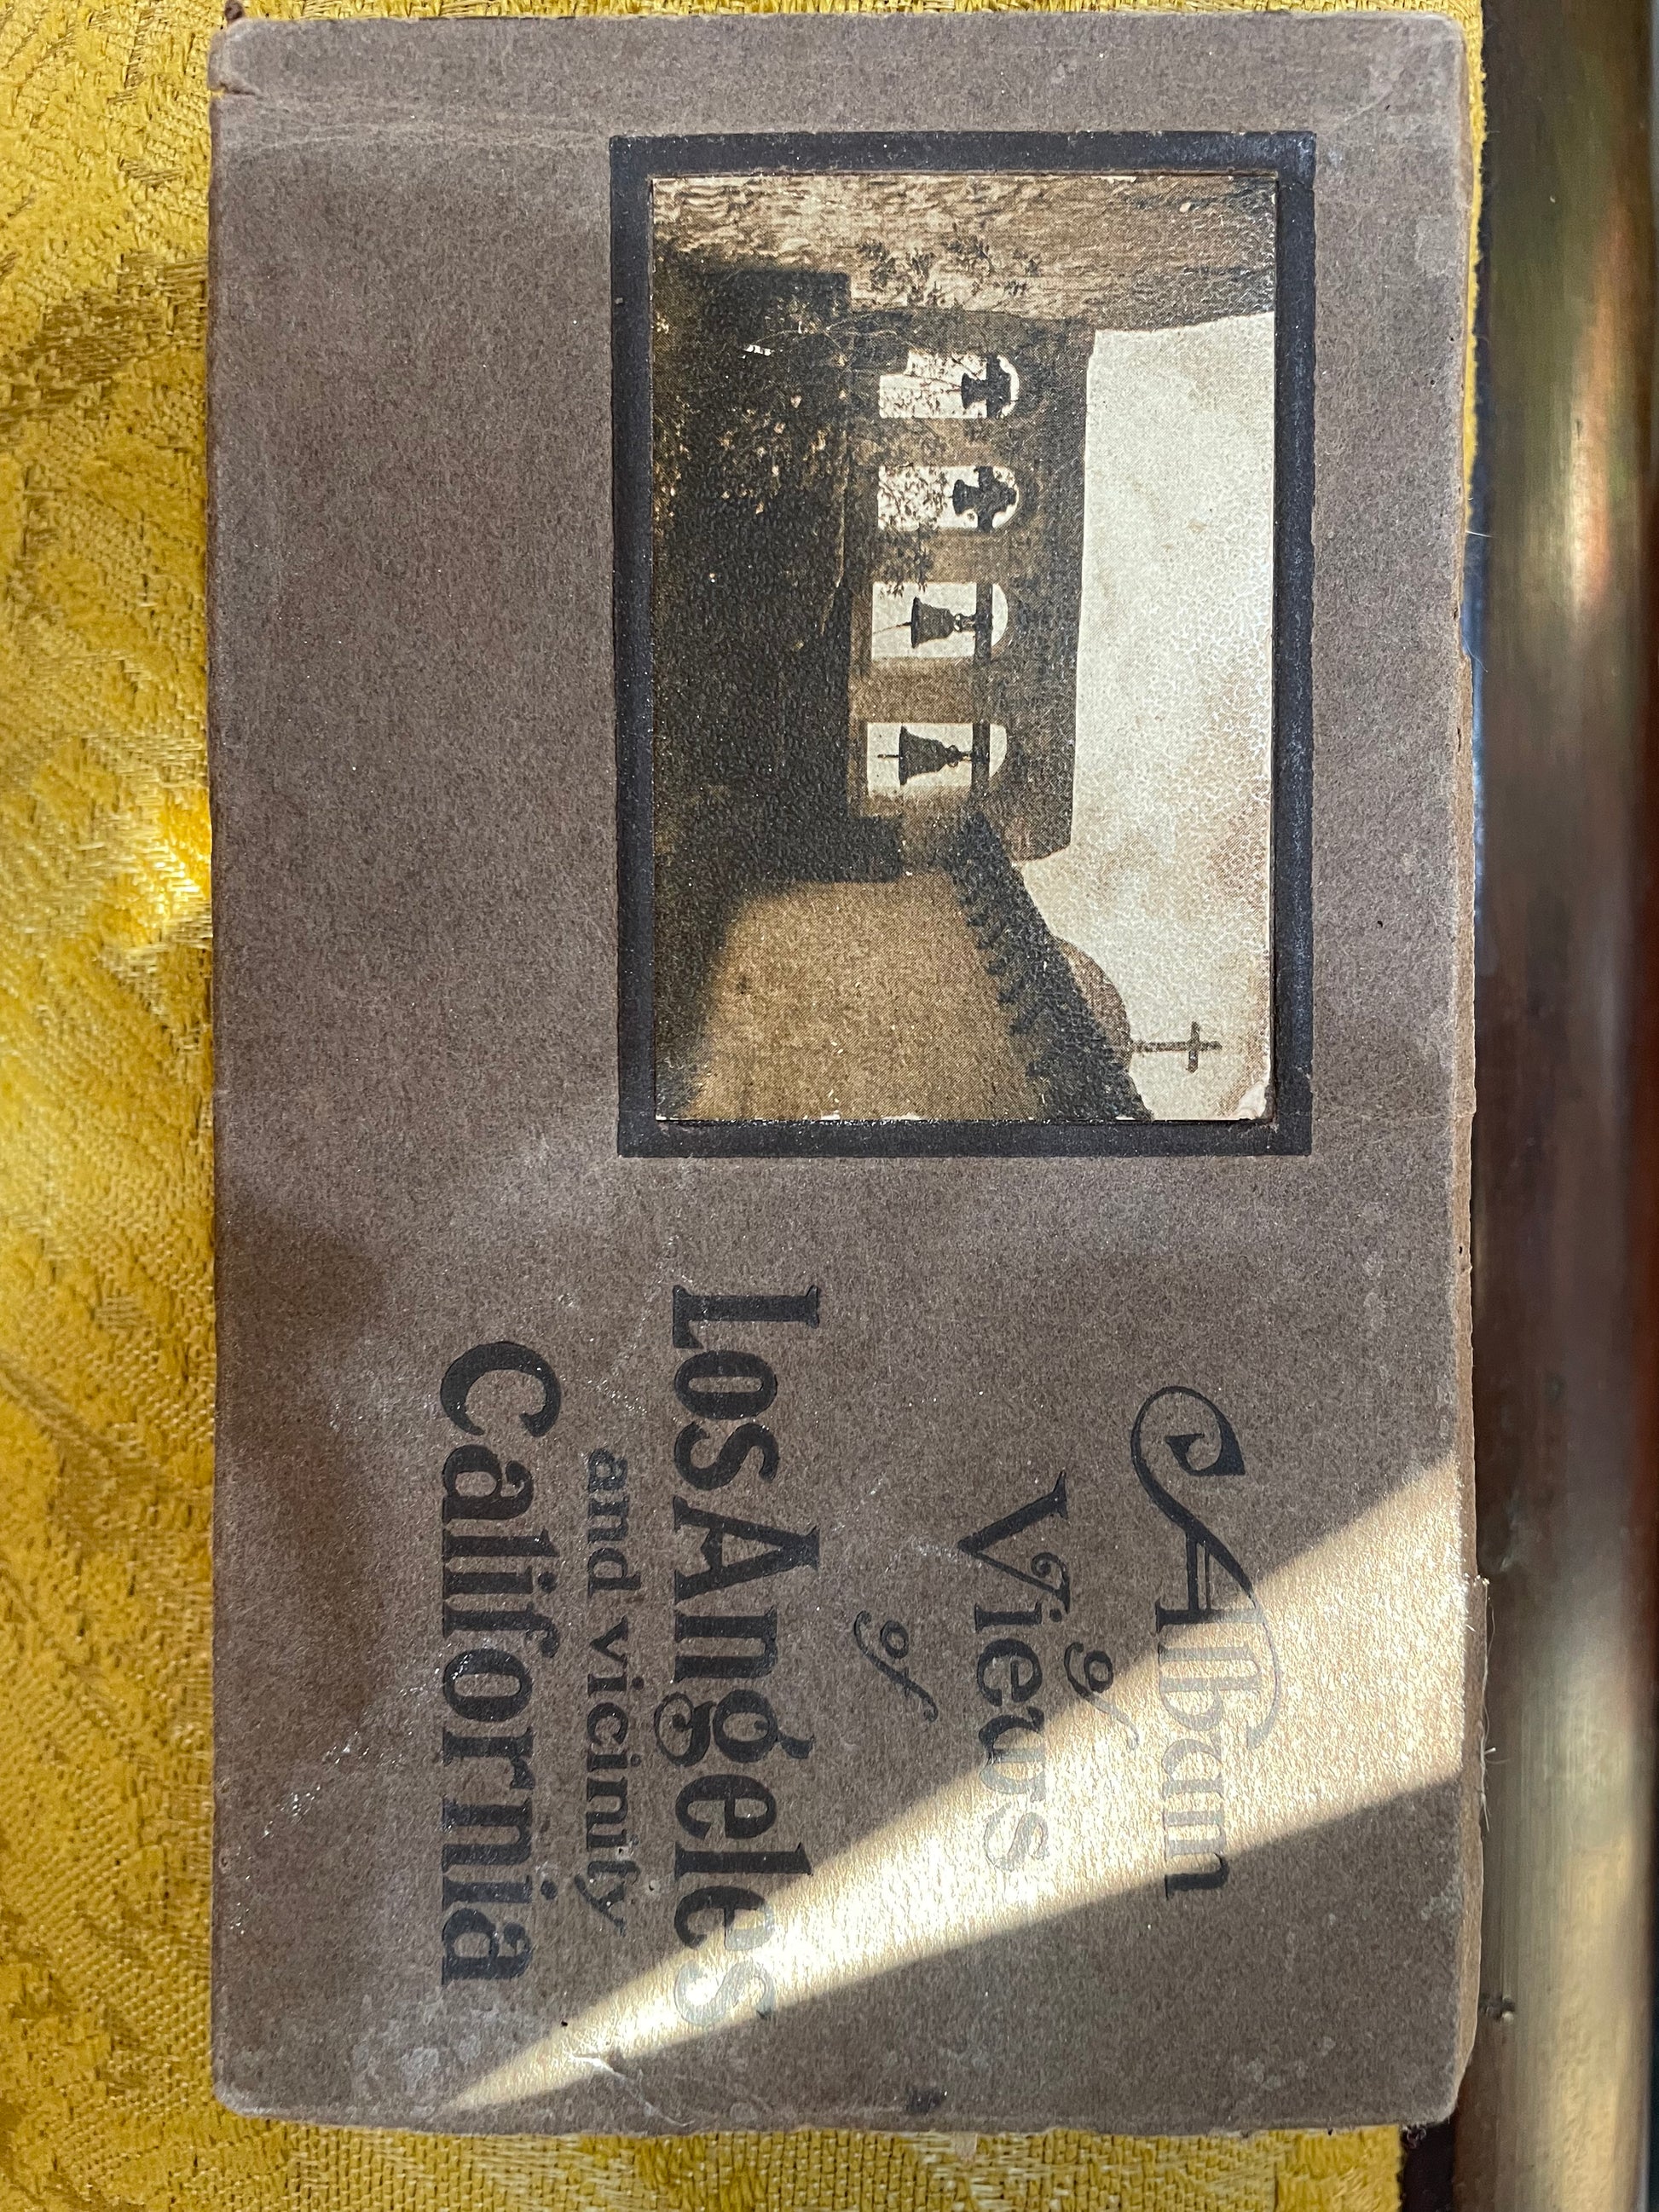 Album
of
Views
of
Los Angeles
and vicinity
California